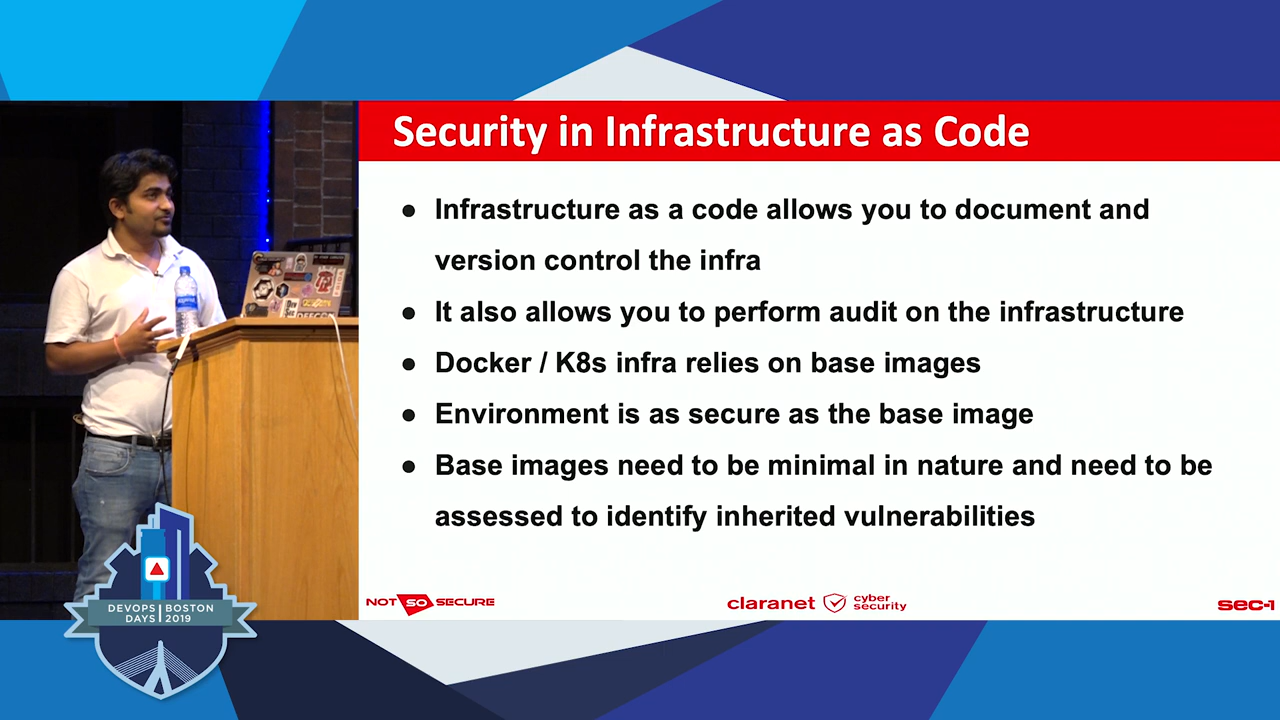 Security in Infrastructure as Code
● Infrastructure as a code allows you to document and
version control the infra
● It also allows you to perform audit on the infrastructure
● Docker / K8s infra relies on base images
● Environment is as secure as the base image
● Base images need to be minimal in nature and need to be
assessed to identify inherited vulnerabilities
NOT SO SECURE
claranet cyber security
sec-1
DEVOPS BOSTON
DAYS 2019
DEFCON